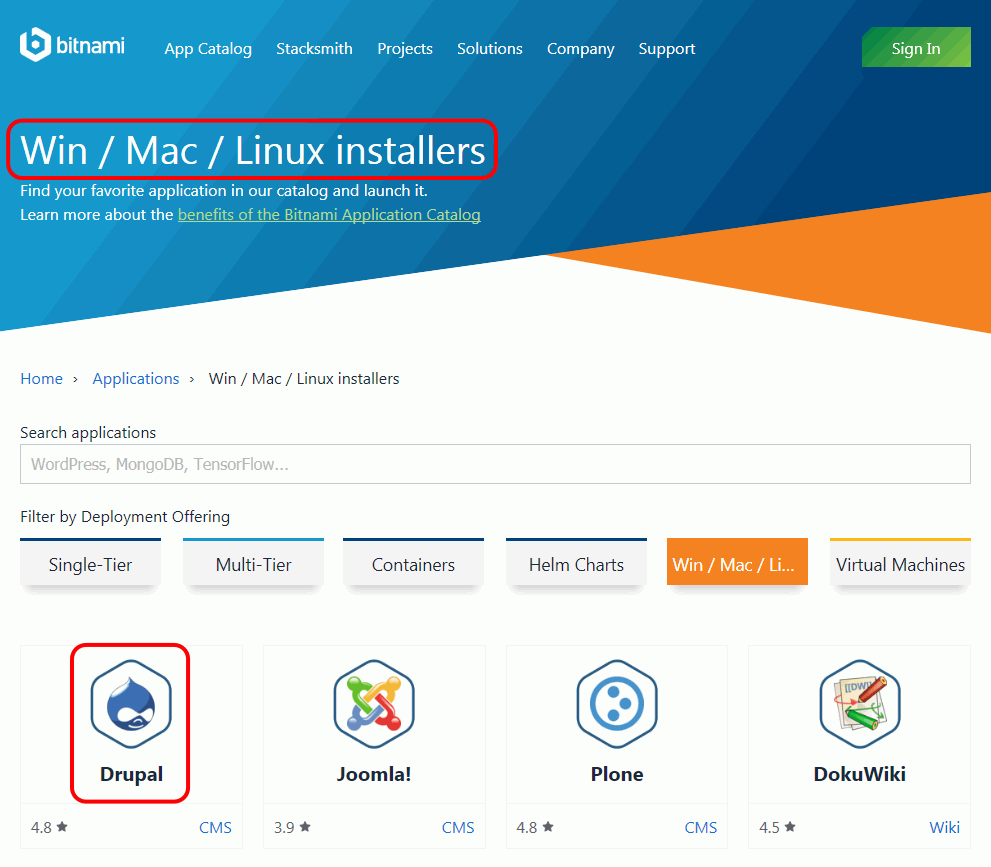 bitnami
App Catalog Stacksmith Projects Solutions Company Support Sign In
Win / Mac / Linux installers
Find your favorite application in our catalog and launch it.
Learn more about the benefits of the Bitnami Application Catalog
Home › Applications › Win / Mac / Linux installers
Search applications
WordPress, MongoDB, TensorFlow...
Filter by Deployment Offering
Single-Tier Multi-Tier Containers Helm Charts Win / Mac / Li... Virtual Machines
[[DW]]
Drupal Joomla! Plone DokuWiki
4.8 ★ CMS 3.9 ★ CMS 4.8 ★ CMS 4.5 ★ Wiki